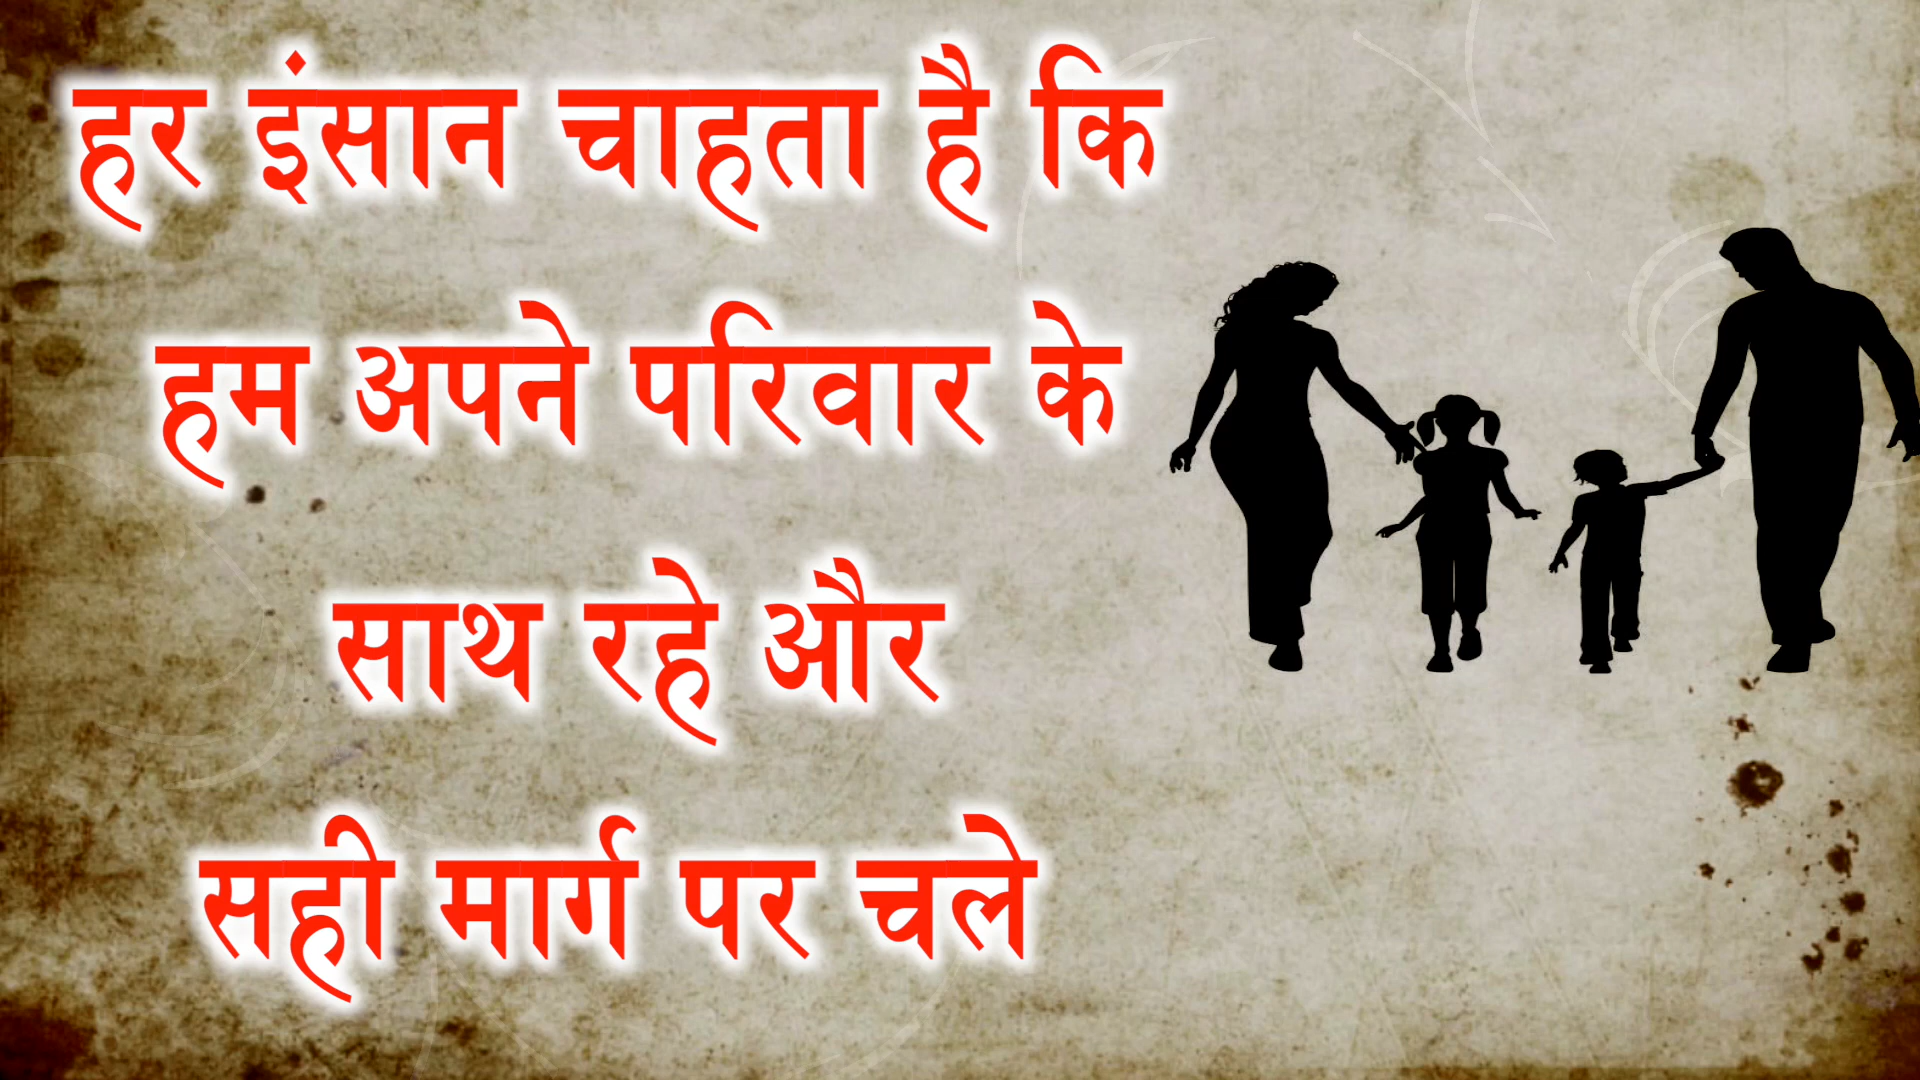 हर इंसान चाहता है कि
हम अपने परिवार के
साथ रहे और
सही मार्ग पर चले